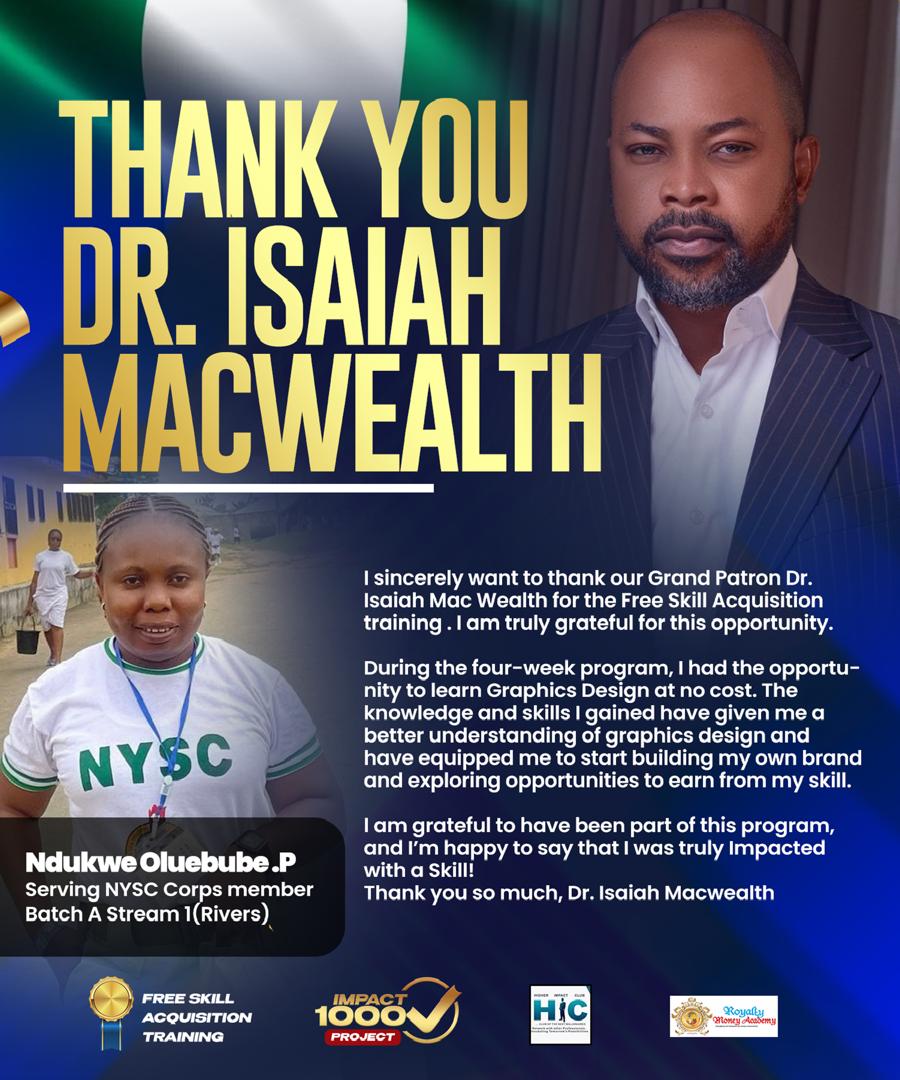 THANK YOU
DR. ISAIAH
MACWEALTH
NYSC
I sincerely want to thank our Grand Patron Dr.
Isaiah Mac Wealth for the Free Skill Acquisition
training . I am truly grateful for this opportunity.
During the four-week program, I had the opportu-
nity to learn Graphics Design at no cost. The
knowledge and skills I gained have given me a
better understanding of graphics design and
have equipped me to start building my own brand
and exploring opportunities to earn from my skill.
I am grateful to have been part of this program,
and I'm happy to say that I was truly Impacted
with a Skill!
Thank you so much, Dr. Isaiah Macwealth
Ndukwe Oluebube .P
Serving NYSC Corps member
Batch A Stream 1(Rivers)
FREE SKILL
ACQUISITION
TRAINING
IMPACT
1000
PROJECT
HIGHER IMPACT CLUB
HIC
Royalty
Money Academy